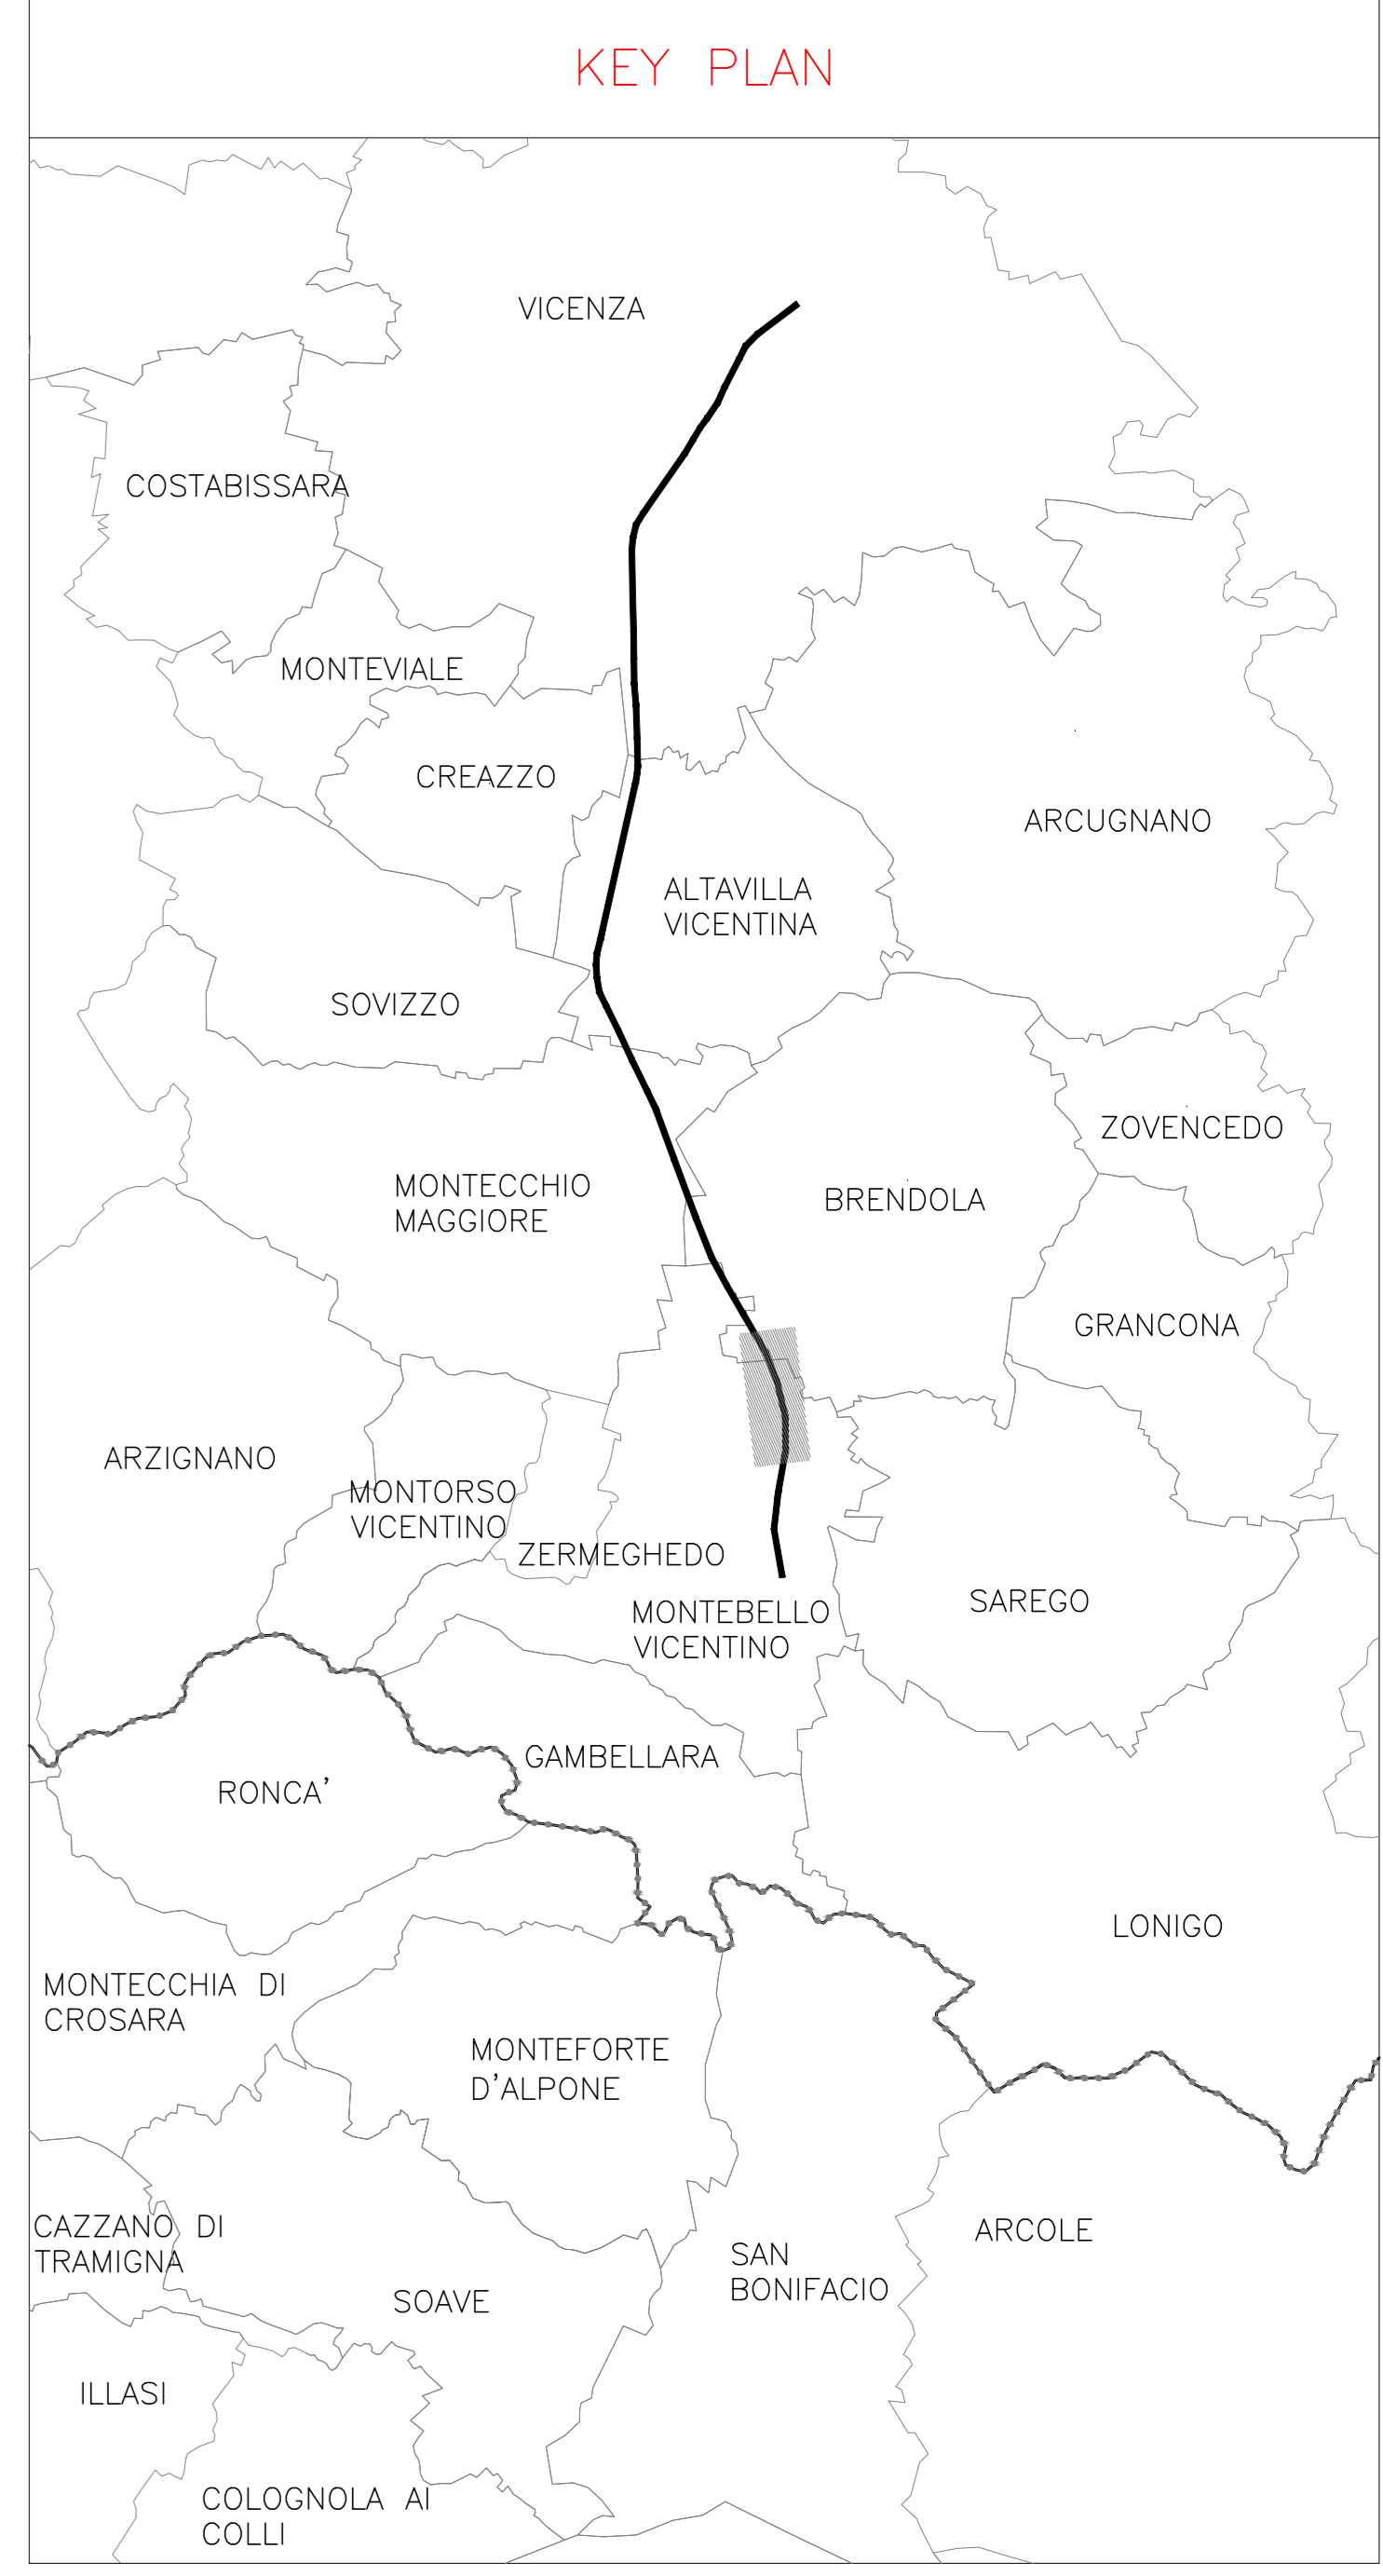 KEY PLAN
VICENZA
COSTABISSARA
MONTEVIALE
CREAZZO
ARCUGNANO
ALTAVILLA
VICENTINA
SOVIZZO
ZOVENCEDO
MONTECCHIO
MAGGIORE
BRENDOLA
GRANCONA
ARZIGNANO
MONTORSO
VICENTINO
ZERMEGHEDO
SAREGO
MONTEBELLO
VICENTINO
GAMBELLARA
RONCA'
LONIGO
MONTECCHIA DI
CROSARA
MONTEFORTE
D'ALPONE
CAZZANO DI
TRAMIGNA
ARCOLE
SAN
BONIFACIO
SOAVE
ILLASI
COLOGNOLA AI
COLLI